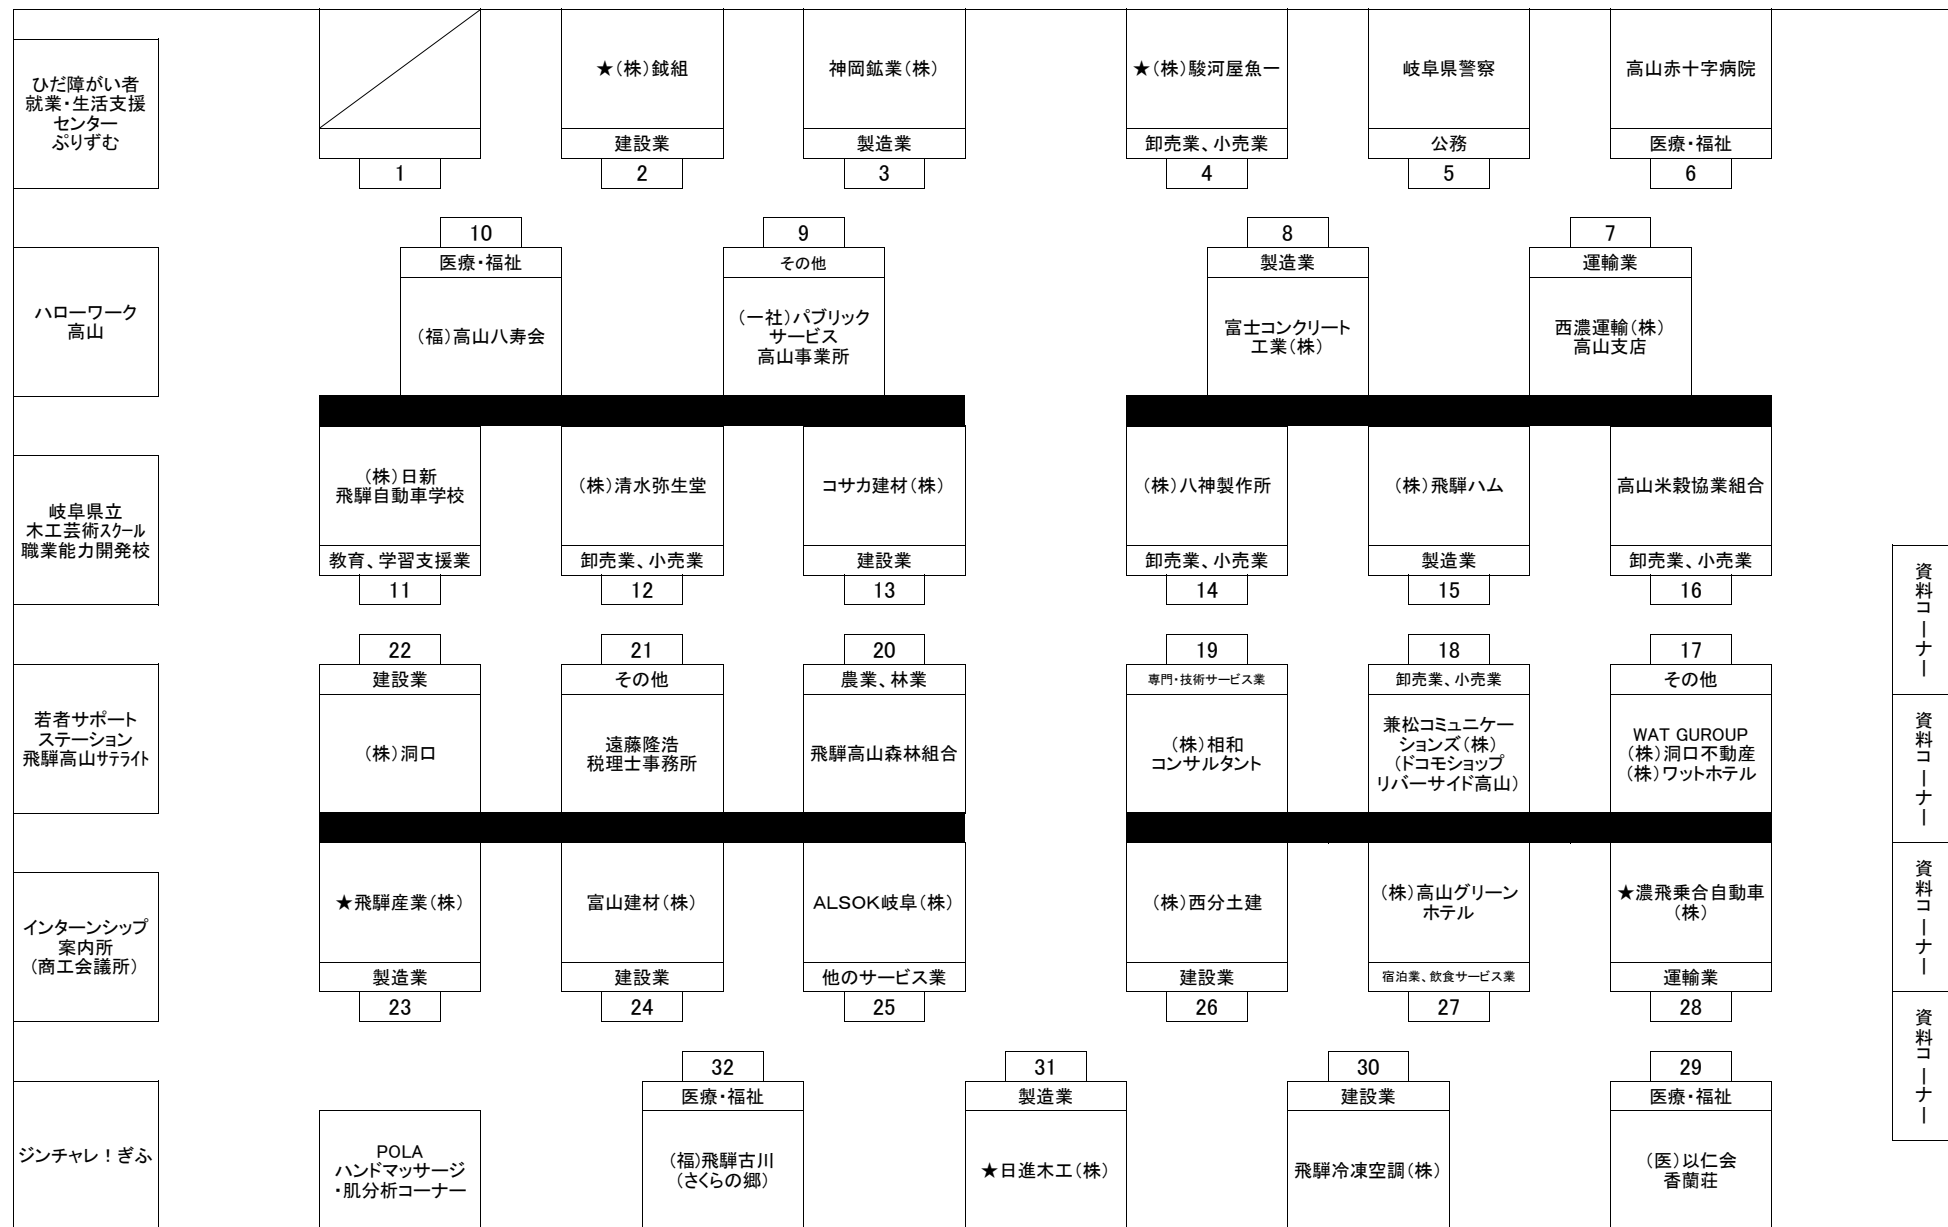 ひだ障がい者
就業・生活支援
センター
ぷりずむ
1
★(株)鉞組
建設業
2
神岡鉱業(株)
製造業
3
★(株)駿河屋魚一
卸売業、小売業
4
岐阜県警察
公務
5
高山赤十字病院
医療・福祉
6
ハローワーク
高山
10
医療・福祉
(福)高山八寿会
9
その他
(一社)パブリック
サービス
高山事業所
8
製造業
富士コンクリート
工業(株)
7
運輸業
西濃運輸(株)
高山支店
岐阜県立
木工芸術スクール
職業能力開発校
(株)日新
飛騨自動車学校
教育、学習支援業
11
(株)清水弥生堂
卸売業、小売業
12
コサカ建材(株)
建設業
13
(株)八神製作所
卸売業、小売業
14
(株)飛騨ハム
製造業
15
高山米穀協業組合
卸売業、小売業
16
若者サポート
ステーション
飛騨高山サテライト
22
建設業
(株)洞口
21
その他
遠藤隆浩
税理士事務所
20
農業、林業
飛騨高山森林組合
19
専門・技術サービス業
(株)相和
コンサルタント
18
卸売業、小売業
兼松コミュニケー
ションズ(株)
(ドコモショップ
リバーサイド高山)
17
その他
WAT GUROUP
(株)洞口不動産
(株)ワットホテル
インターンシップ
案内所
(商工会議所)
★飛騨産業(株)
製造業
23
富山建材(株)
建設業
24
ALSOK岐阜(株)
他のサービス業
25
(株)西分土建
建設業
26
(株)高山グリーン
ホテル
宿泊業、飲食サービス業
27
★濃飛乗合自動車
(株)
運輸業
28
ジンチャレ！ぎふ
POLA
ハンドマッサージ
・肌分析コーナー
32
医療・福祉
(福)飛騨古川
(さくらの郷)
31
製造業
★日進木工(株)
30
建設業
飛騨冷凍空調(株)
29
医療・福祉
(医)以仁会
香蘭荘
資料コーナー
資料コーナー
資料コーナー
資料コーナー